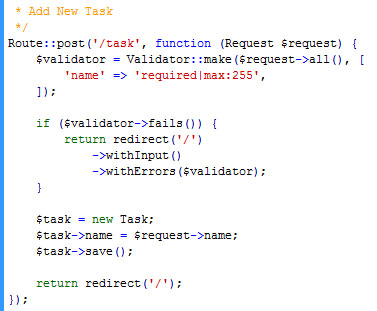 * Add New Task
*/
Route::post('/task', function (Request $request) {
    $validator = Validator::make($request->all(), [
        'name' => 'required|max:255',
    ]);

    if ($validator->fails()) {
        return redirect('/')
            ->withInput()
            ->withErrors($validator);
    }

    $task = new Task;
    $task->name = $request->name;
    $task->save();

    return redirect('/');
});